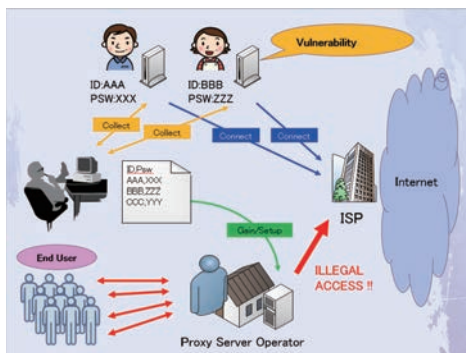 Vulnerability
ID:AAA
PSW:XXX
ID:BBB
PSW:ZZZ
Collect
Collect
Connect
Connect
ID,Psw
AAA,XXX
BBB,ZZZ
CCC,YYY
Internet
ISP
Gain/Setup
End User
ILLEGAL
ACCESS !!
Proxy Server Operator